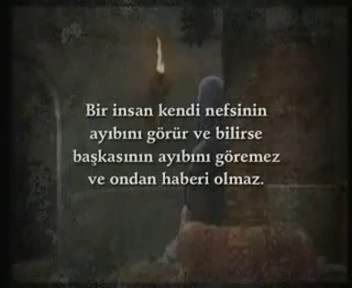 Bir insan kendi nefsinin
ayıbını görür ve bilirse
başkasının ayıbını göremez
ve ondan haberi olmaz.